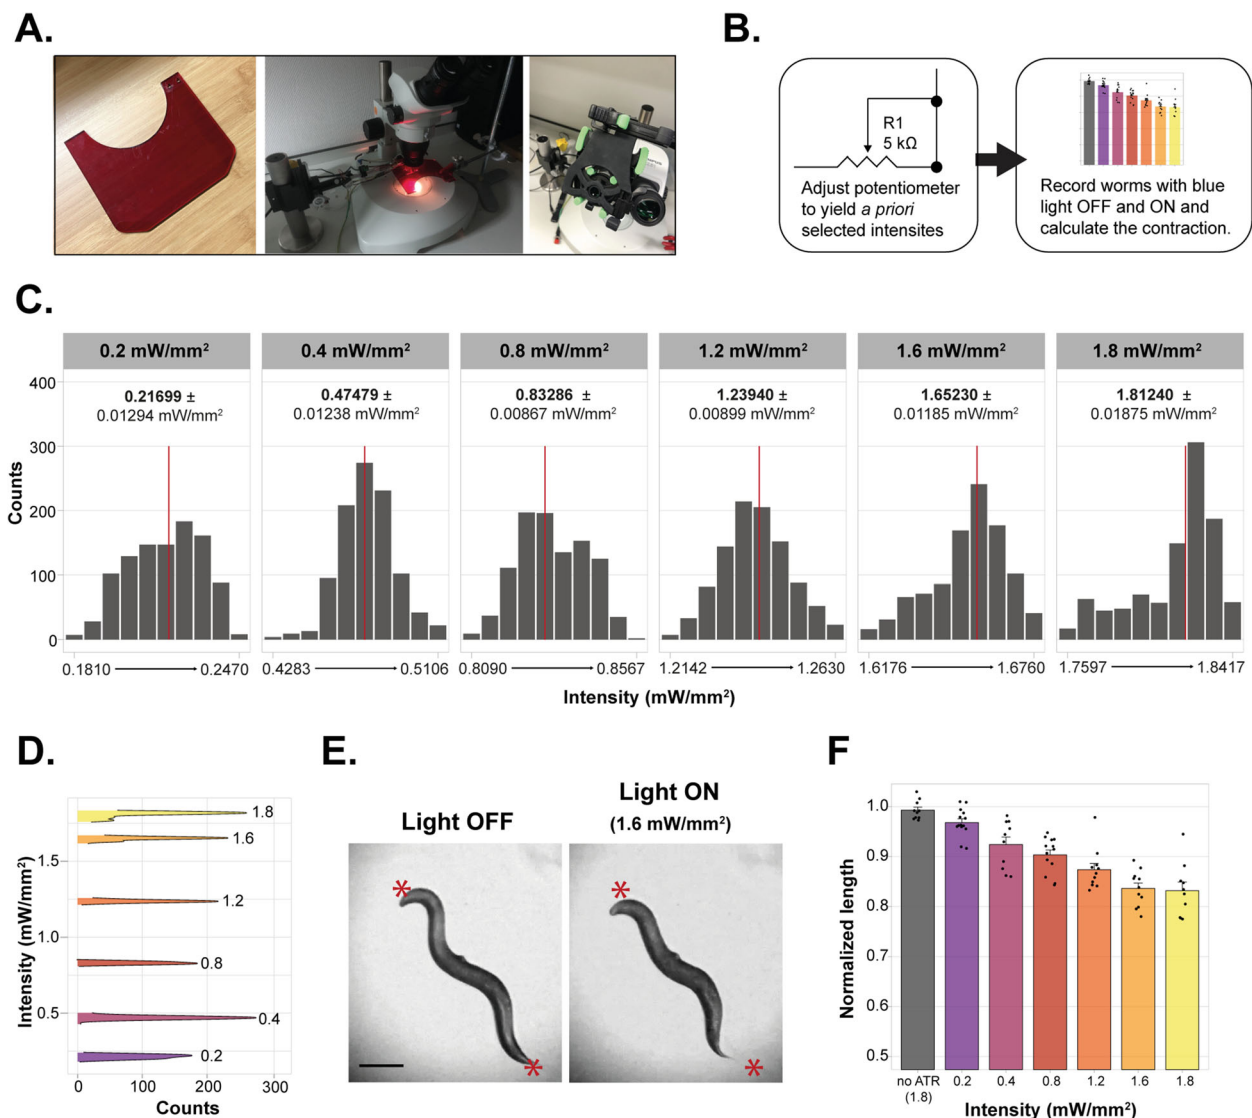 A.
B.
R1
5 kΩ
Adjust potentiometer
to yield a priori
selected intensites
Record worms with blue
light OFF and ON and
calculate the contraction.
C.
0.2 mW/mm²
0.4 mW/mm²
0.8 mW/mm²
1.2 mW/mm²
1.6 mW/mm²
1.8 mW/mm²
0.21699 ±
0.01294 mW/mm²
0.47479 ±
0.01238 mW/mm²
0.83286 ±
0.00867 mW/mm²
1.23940 ±
0.00899 mW/mm²
1.65230 ±
0.01185 mW/mm²
1.81240 ±
0.01875 mW/mm²
400
300
200
100
0
Counts
0.1810 0.2470
0.4283 0.5106
0.8090 0.8567
1.2142 1.2630
1.6176 1.6760
1.7597 1.8417
Intensity (mW/mm²)
D.
Intensity (mW/mm²)
1.5
1.0
0.5
1.8
1.6
1.2
0.8
0.4
0.2
0 100 200 300
Counts
E.
Light OFF
Light ON
(1.6 mW/mm²)
*
*
*
*
F
Normalized length
1.0
0.9
0.8
0.7
0.6
0.5
no ATR
(1.8)
0.2 0.4 0.8 1.2 1.6 1.8
Intensity (mW/mm²)